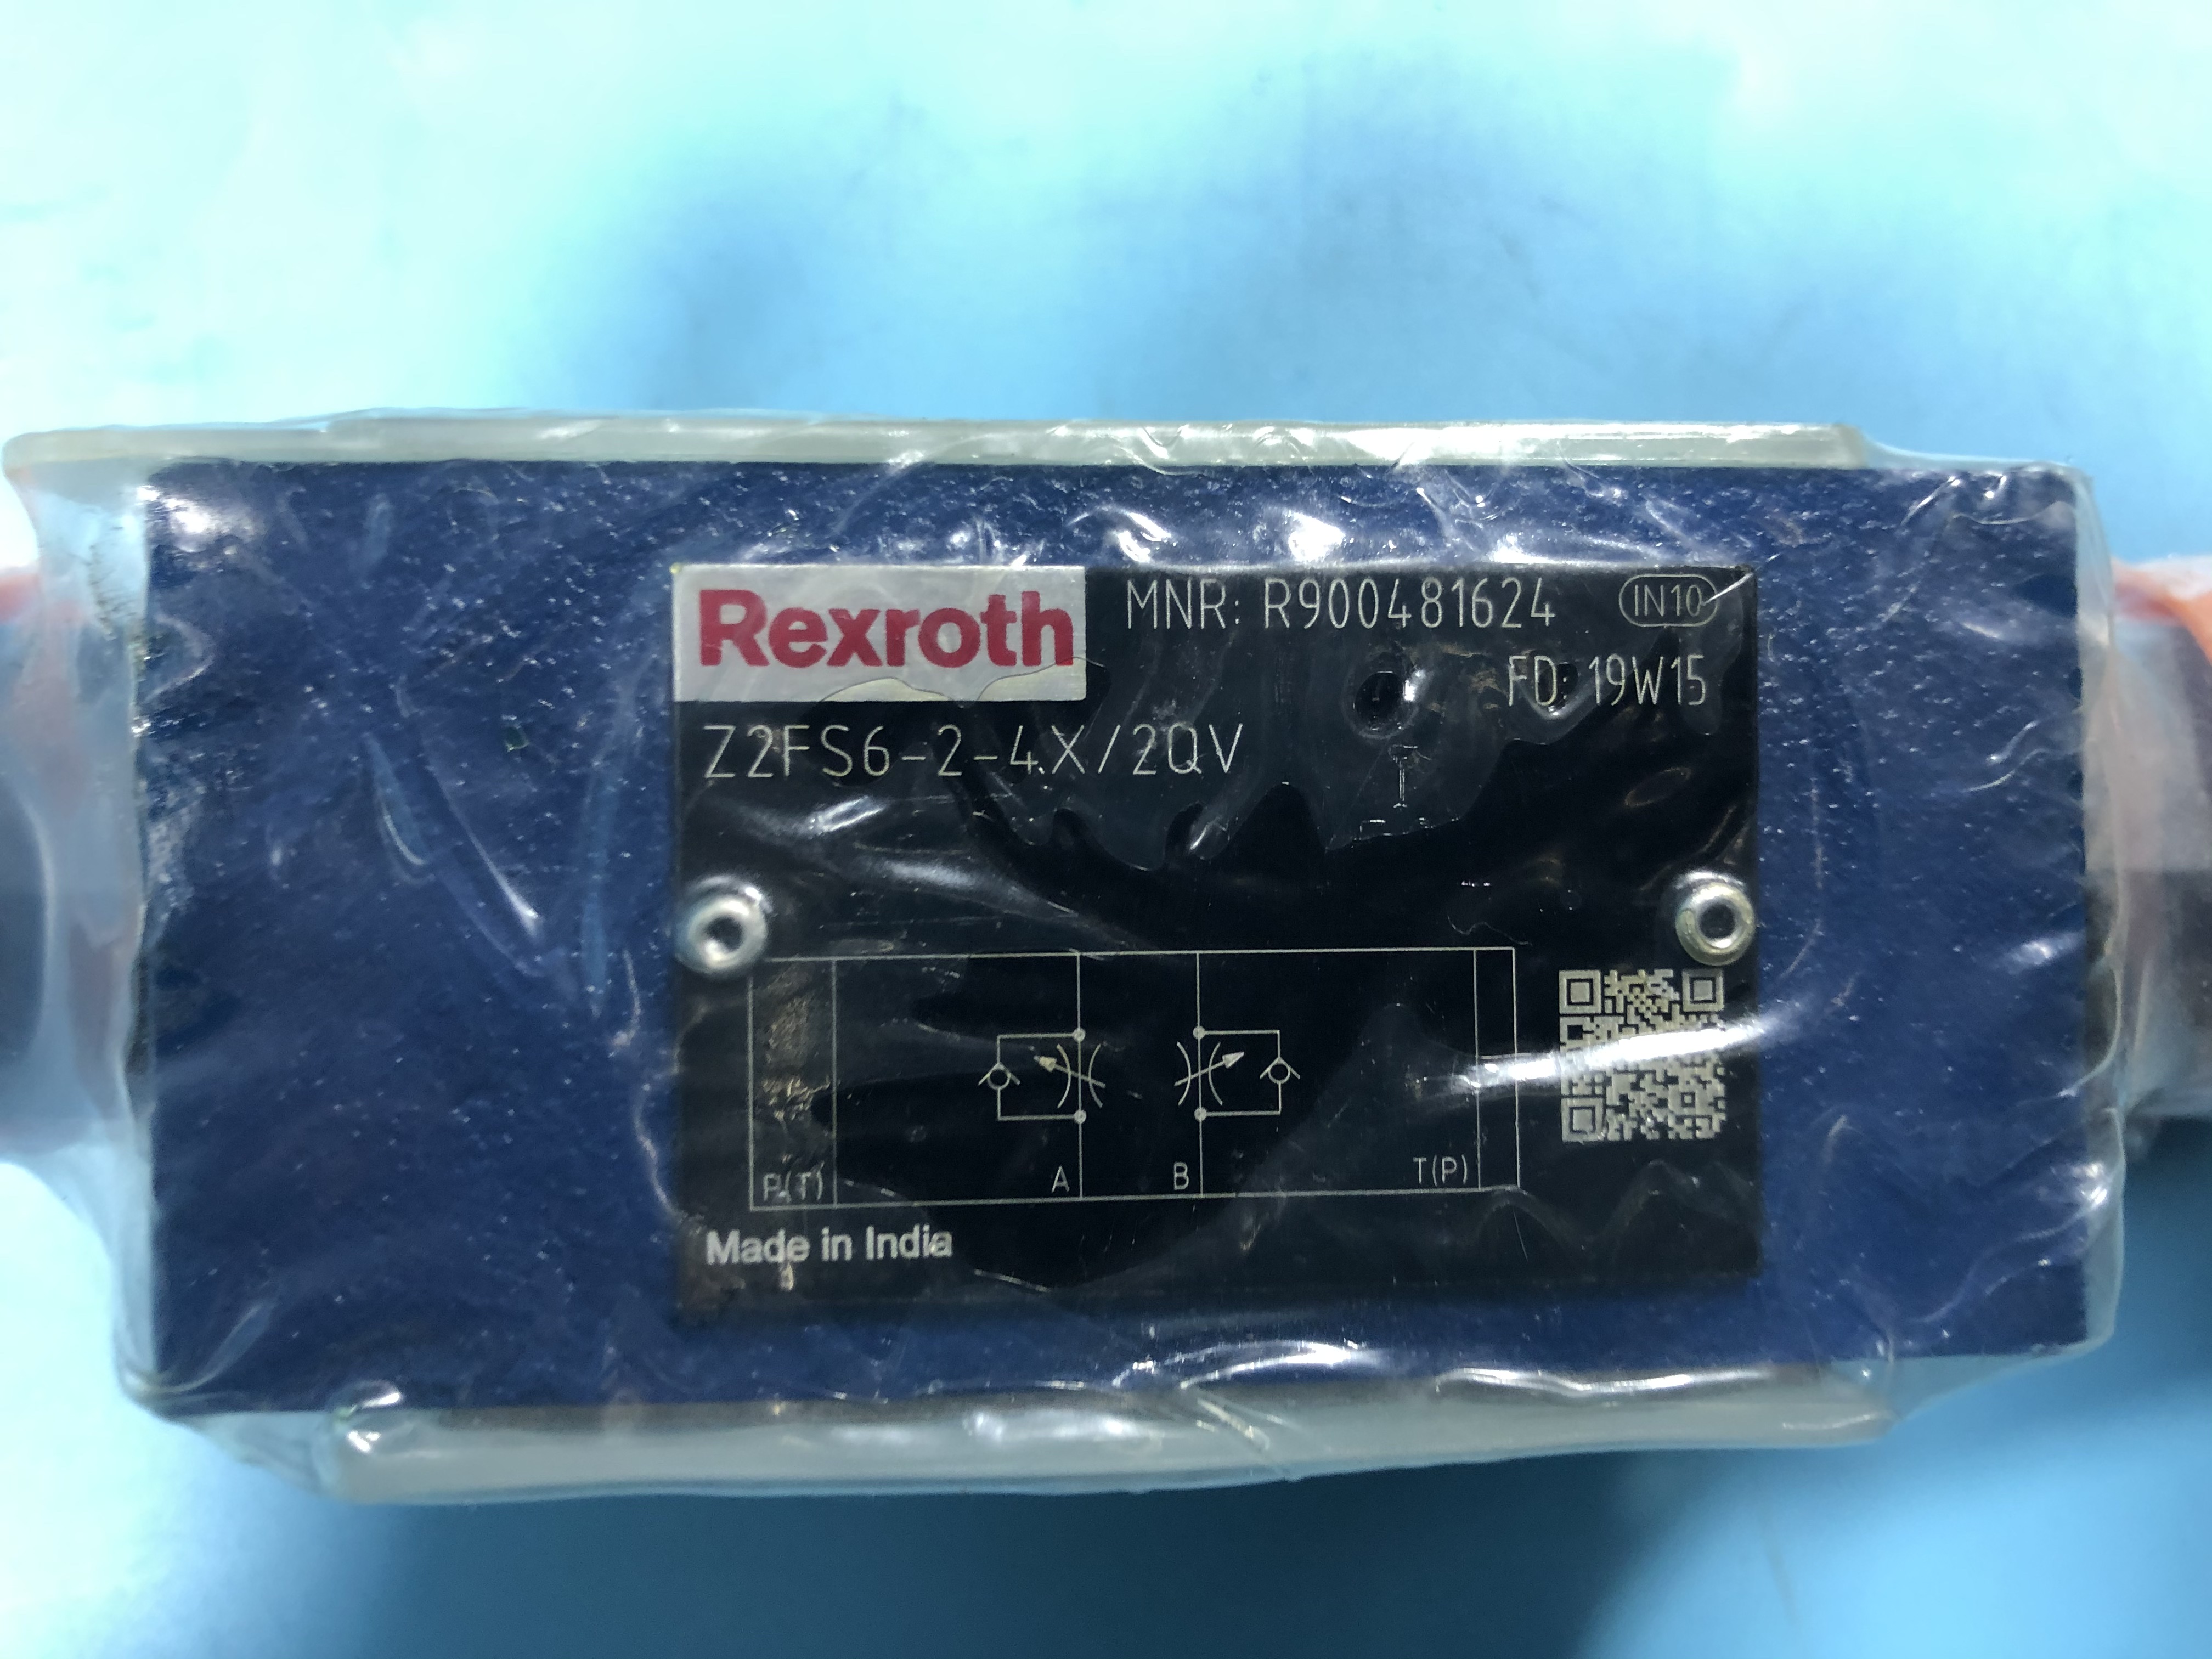 Rexroth
MNR: R900481624 IN10
FD: 19W15
Z2FS6-2-4X/2QV
P(T) A B T(P)
Made in India